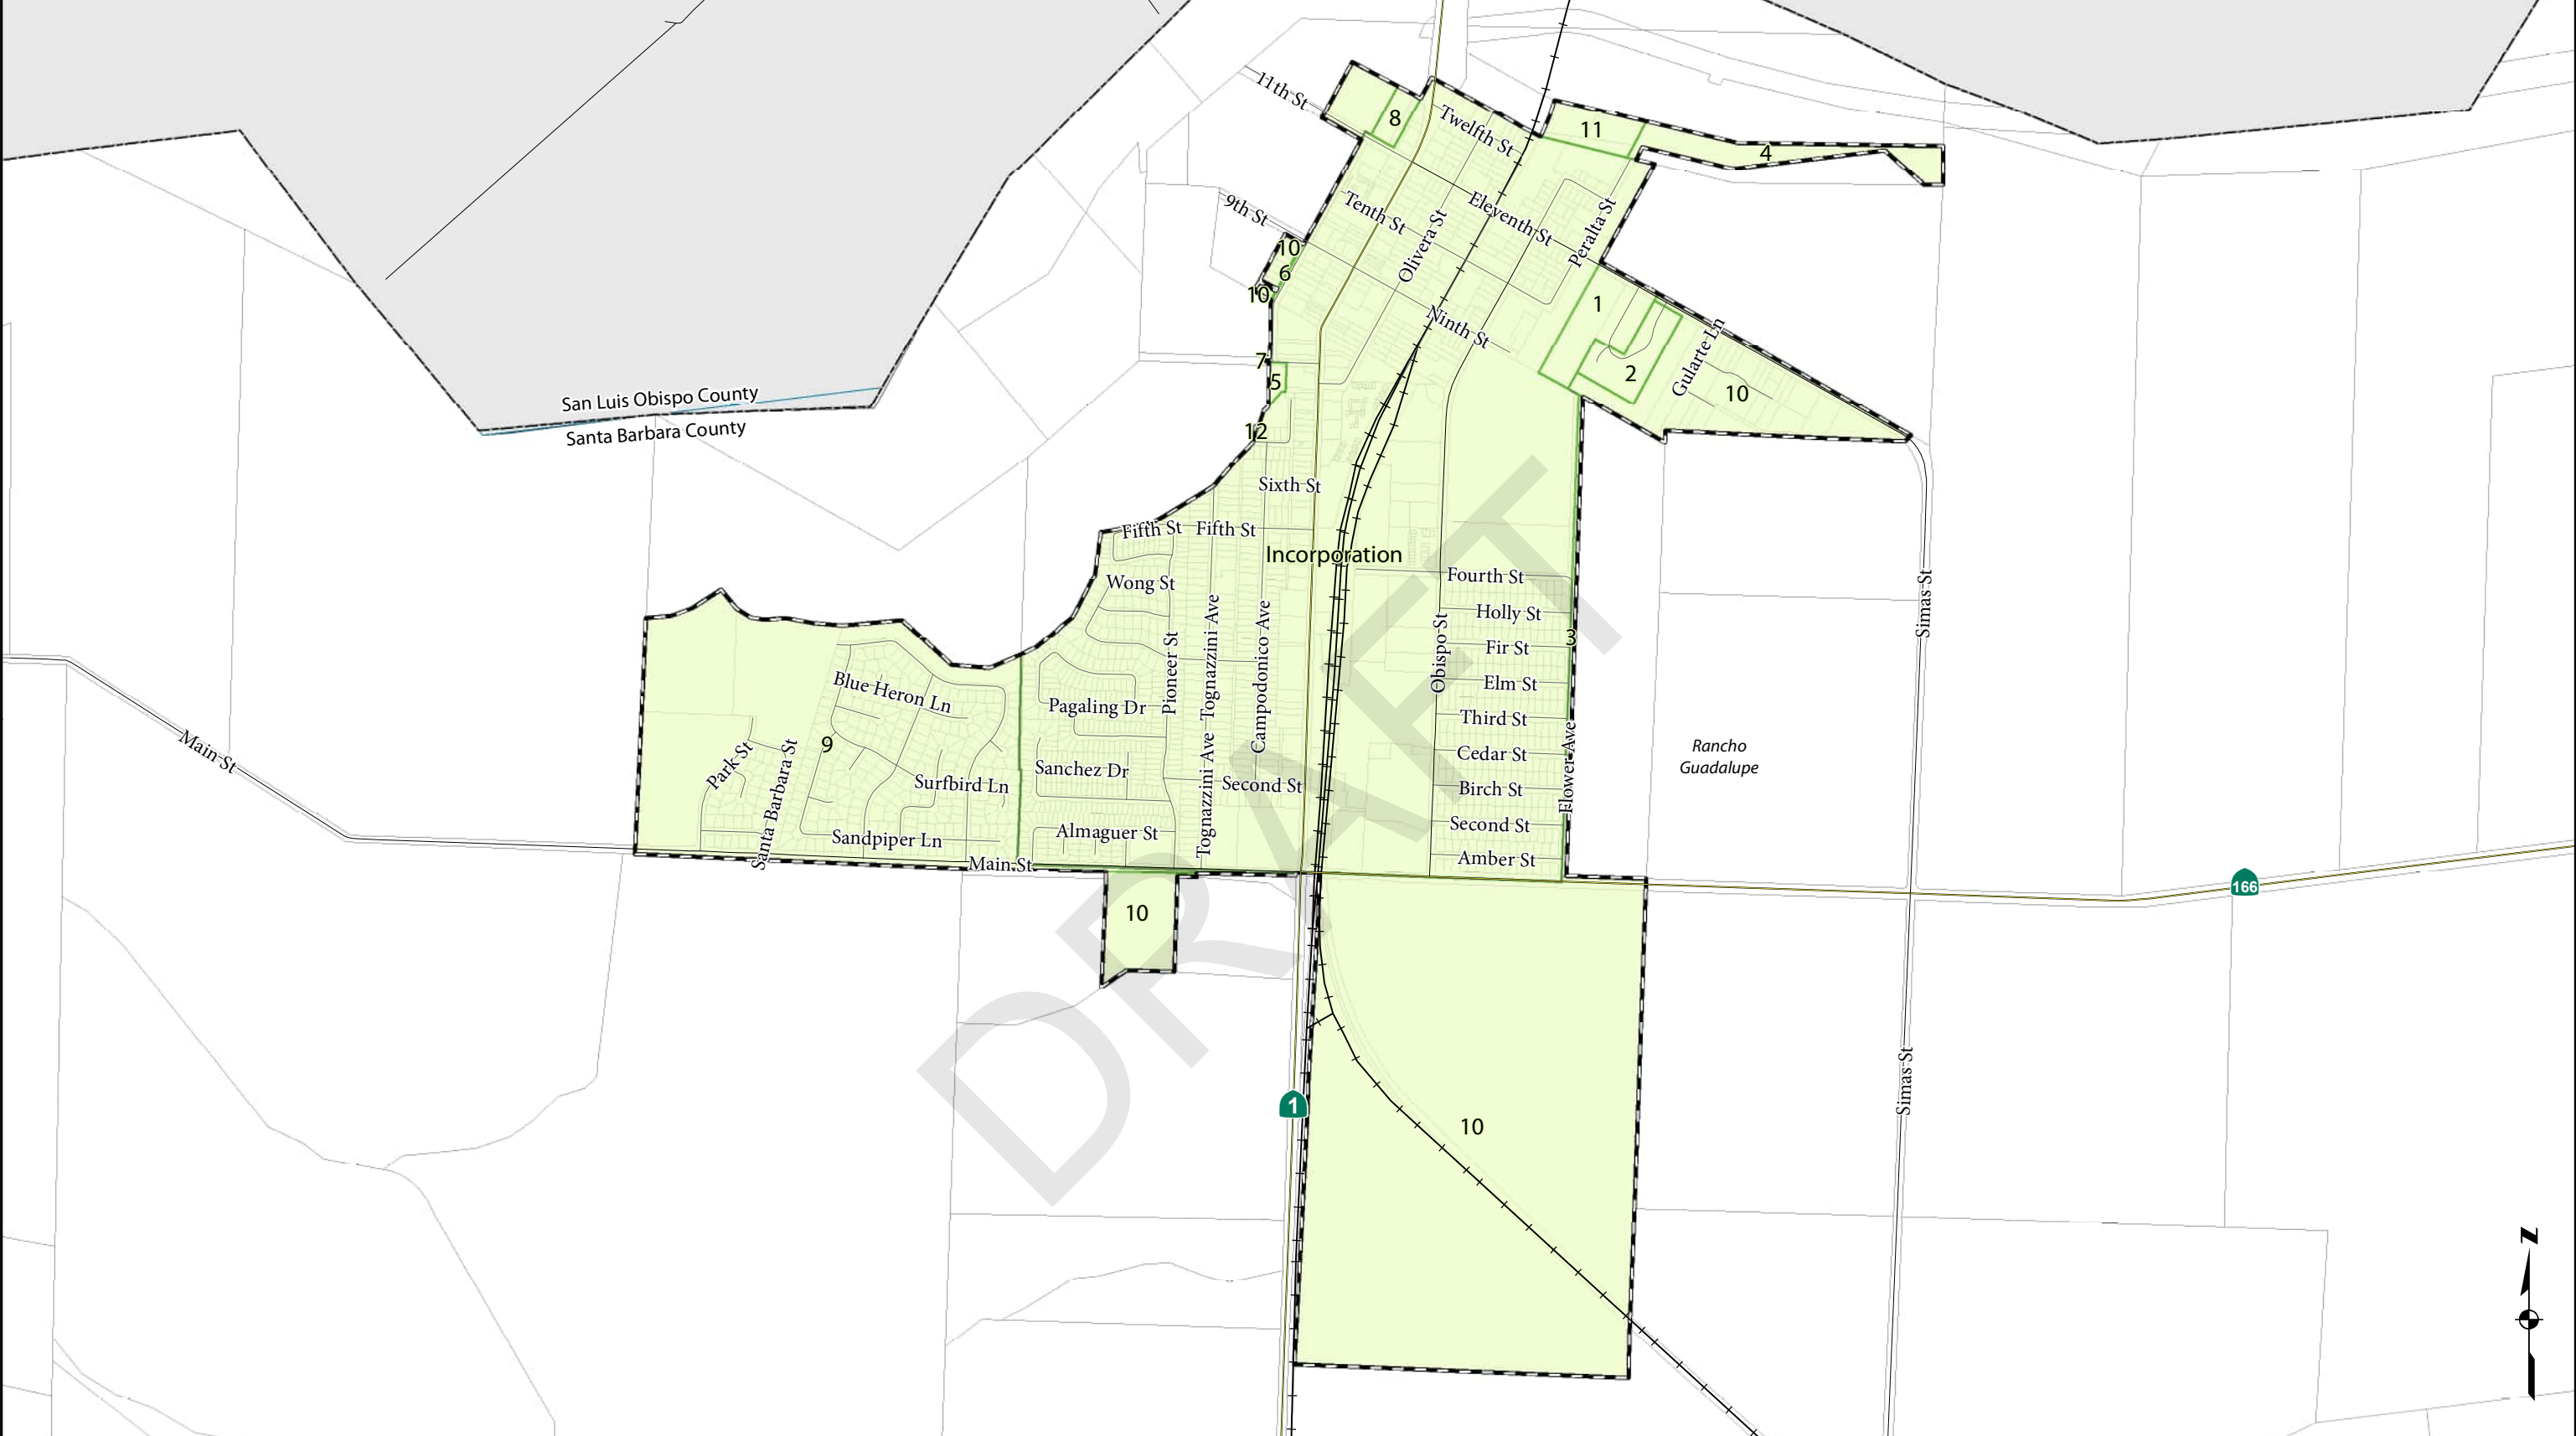 11th St
8
Twelfth St
11
4
9th St
Tenth St
Olivera St
Eleventh St
Peralta St
10
6
10
1
Ninth St
Gularte Ln
7
5
2
10
San Luis Obispo County
Santa Barbara County
12
Sixth St
Fifth St
Fifth St
Incorporation
Wong St
Fourth St
Holly St
3
Fir St
Elm St
Third St
Cedar St
Birch St
Second St
Amber St
Obispo St
Flower Ave
Simas St
Pioneer St
Tognazzini Ave
Tognazzini Ave
Campodonico Ave
Blue Heron Ln
Pagaling Dr
9
Park St
Santa Barbara St
Surfbird Ln
Sanchez Dr
Second St
Sandpiper Ln
Almaguer St
Main St
Main St
Rancho
Guadalupe
166
10
DRAFT
1
10
Simas St
N